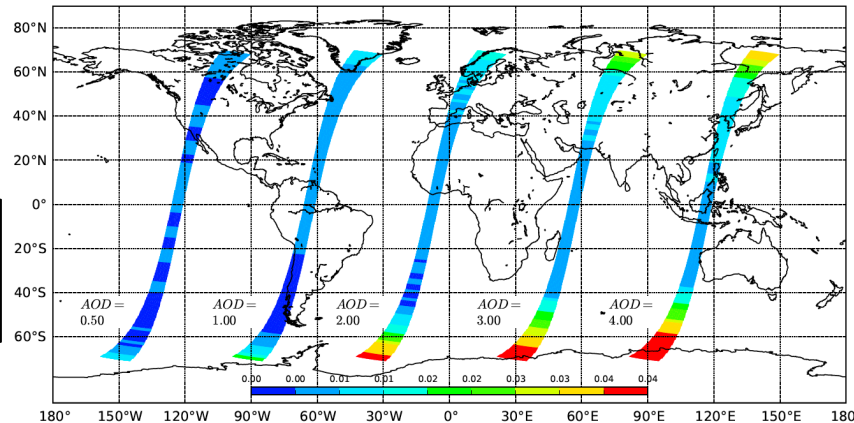 80°N
60°N
40°N
20°N
0°
20°S
40°S
60°S
AOD =
0.50
AOD =
1.00
AOD =
2.00
AOD =
3.00
AOD =
4.00
0.00 0.00 0.01 0.01 0.02 0.02 0.03 0.03 0.04 0.04
180° 150°W 120°W 90°W 60°W 30°W 0° 30°E 60°E 90°E 120°E 150°E 180